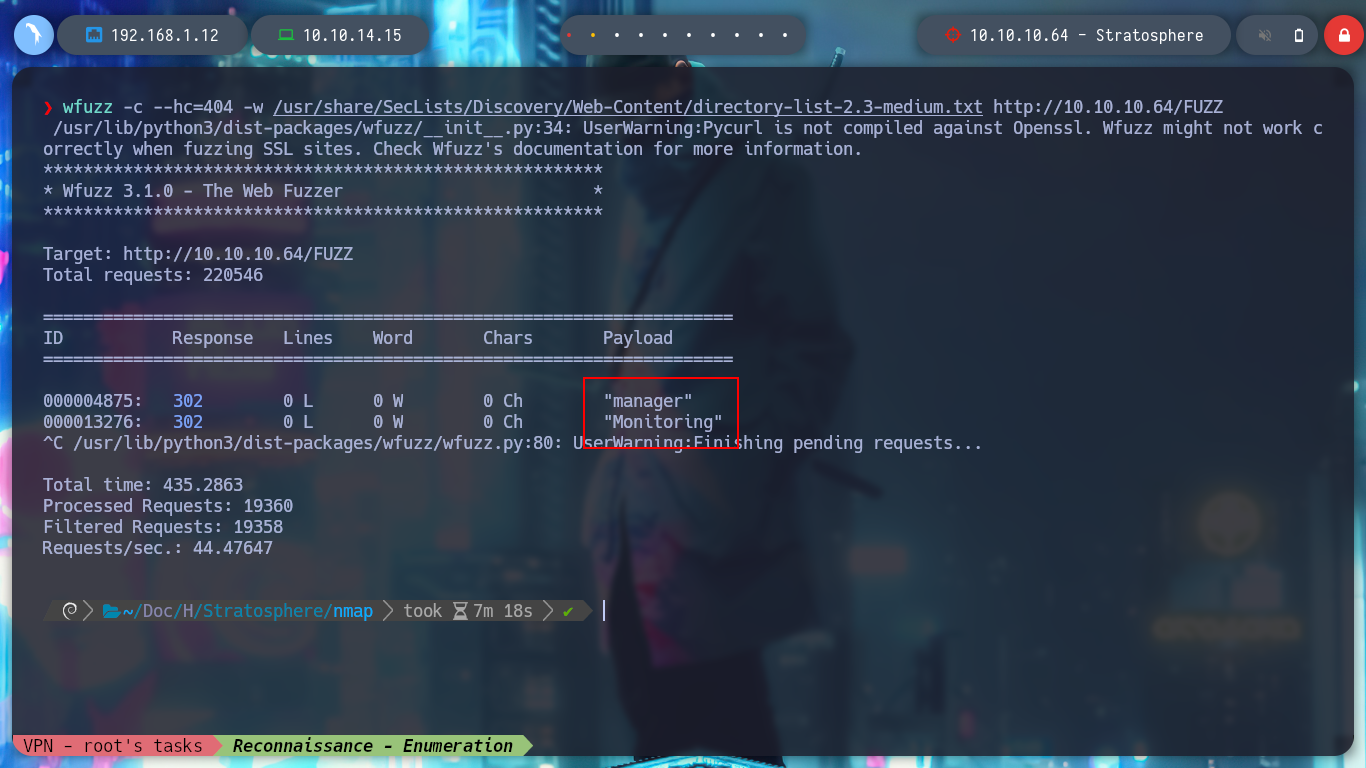 192.168.1.12 10.10.14.15 10.10.10.64 - Stratosphere
❯ wfuzz -c --hc=404 -w /usr/share/SecLists/Discovery/Web-Content/directory-list-2.3-medium.txt http://10.10.10.64/FUZZ
/usr/lib/python3/dist-packages/wfuzz/__init__.py:34: UserWarning:Pycurl is not compiled against Openssl. Wfuzz might not work c
orrectly when fuzzing SSL sites. Check Wfuzz's documentation for more information.
********************************************************
* Wfuzz 3.1.0 - The Web Fuzzer                         *
********************************************************
Target: http://10.10.10.64/FUZZ
Total requests: 220546
=====================================================================
ID           Response   Lines    Word       Chars       Payload
=====================================================================
000004875:   302        0 L      0 W        0 Ch        "manager"
000013276:   302        0 L      0 W        0 Ch        "Monitoring"
^C /usr/lib/python3/dist-packages/wfuzz/wfuzz.py:80: UserWarning:Finishing pending requests...
Total time: 435.2863
Processed Requests: 19360
Filtered Requests: 19358
Requests/sec.: 44.47647
~/Doc/H/Stratosphere/nmap took 7m 18s ✔
VPN - root's tasks Reconnaissance - Enumeration